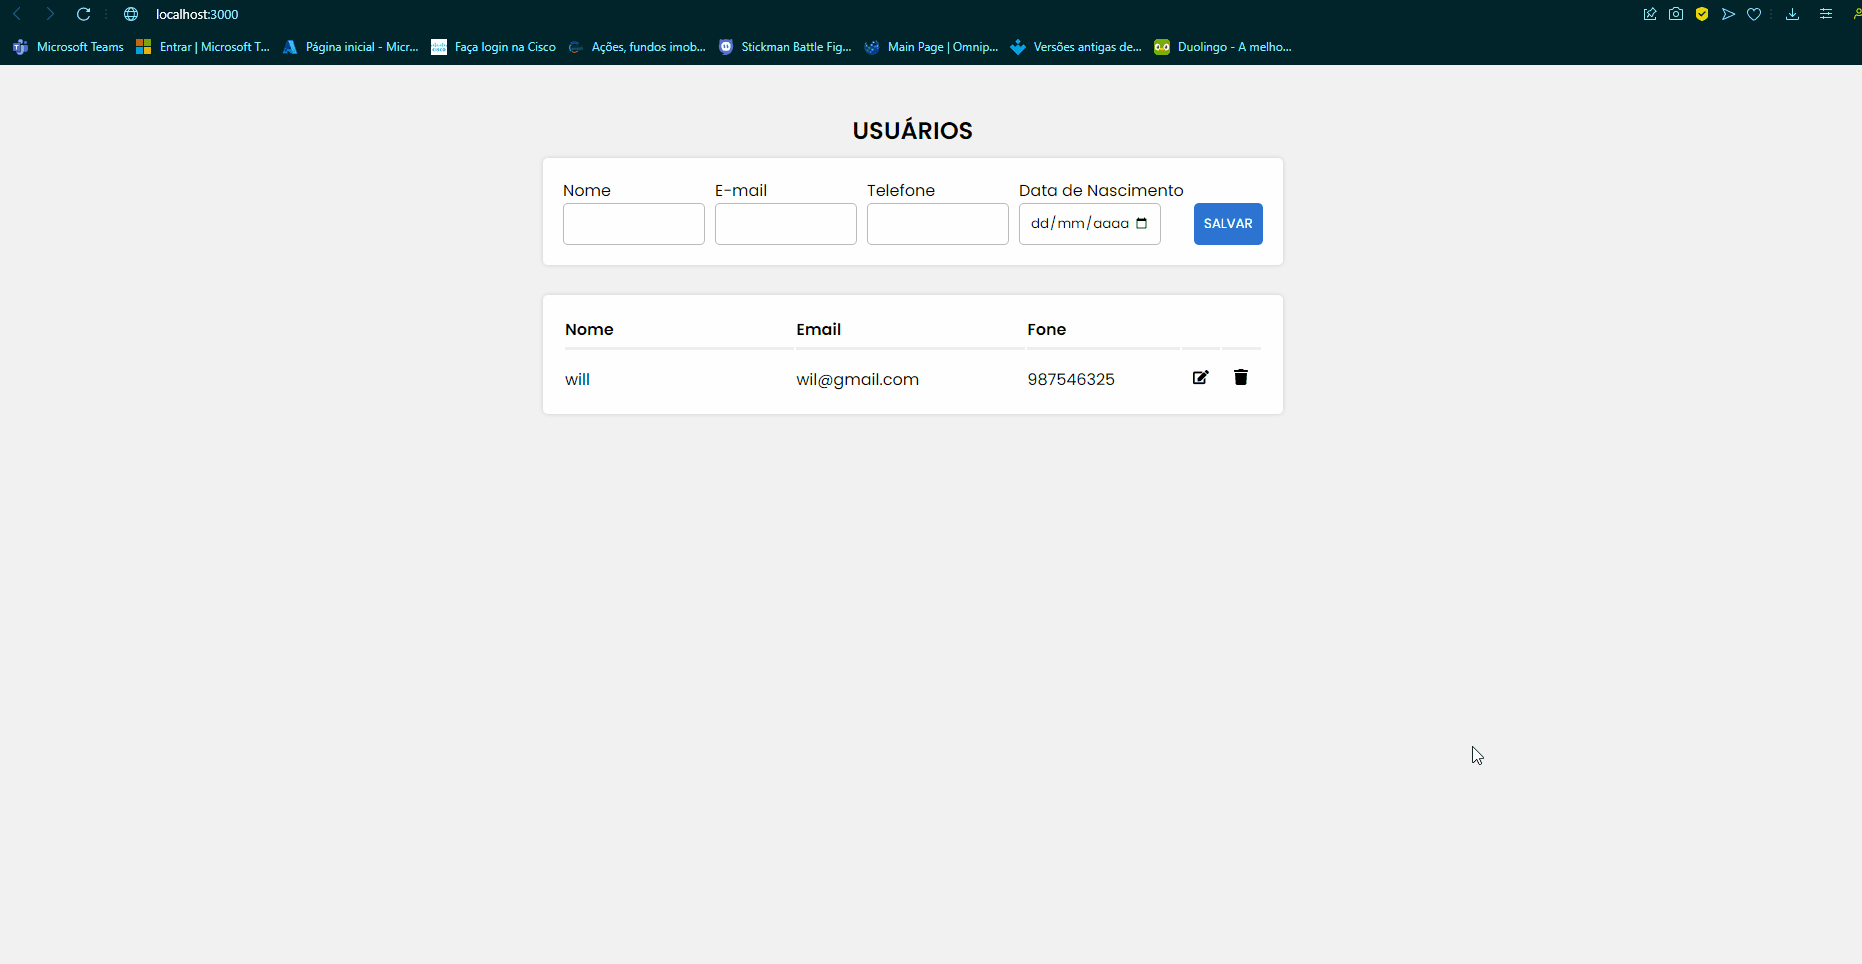 localhost:3000
Microsoft Teams Entrar | Microsoft T... Página inicial - Micr... Faça login na Cisco Ações, fundos imob... Stickman Battle Fig... Main Page | Omnip... Versões antigas de... Duolingo - A melho...
USUÁRIOS
Nome E-mail Telefone Data de Nascimento
dd/mm/aaaa SALVAR
Nome Email Fone
will wil@gmail.com 987546325